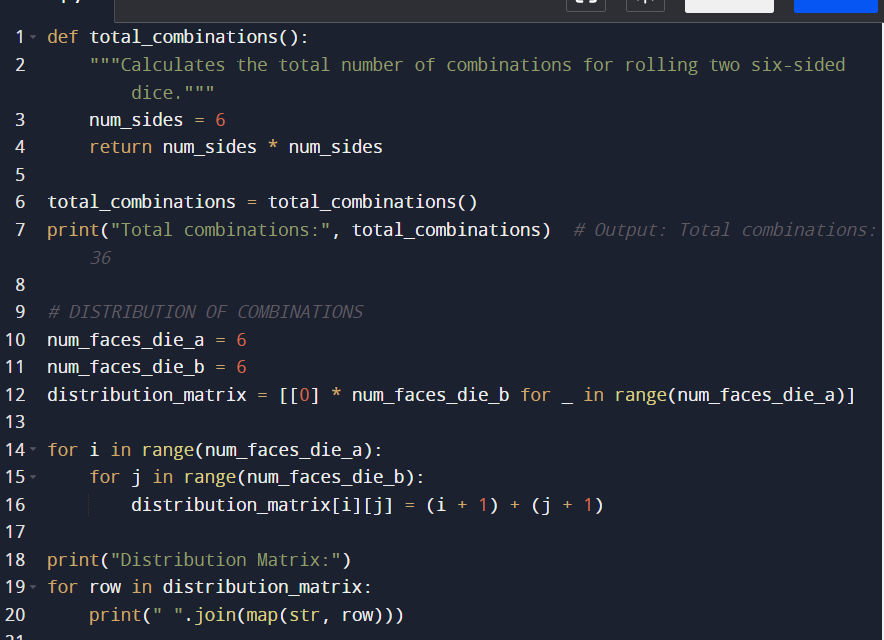 1 def total_combinations():
2     """Calculates the total number of combinations for rolling two six-sided
        dice."""
3     num_sides = 6
4     return num_sides * num_sides
5
6 total_combinations = total_combinations()
7 print("Total combinations:", total_combinations)  # Output: Total combinations:
    36
8
9 # DISTRIBUTION OF COMBINATIONS
10 num_faces_die_a = 6
11 num_faces_die_b = 6
12 distribution_matrix = [[0] * num_faces_die_b for _ in range(num_faces_die_a)]
13
14 for i in range(num_faces_die_a):
15     for j in range(num_faces_die_b):
16         distribution_matrix[i][j] = (i + 1) + (j + 1)
17
18 print("Distribution Matrix:")
19 for row in distribution_matrix:
20     print(" ".join(map(str, row)))